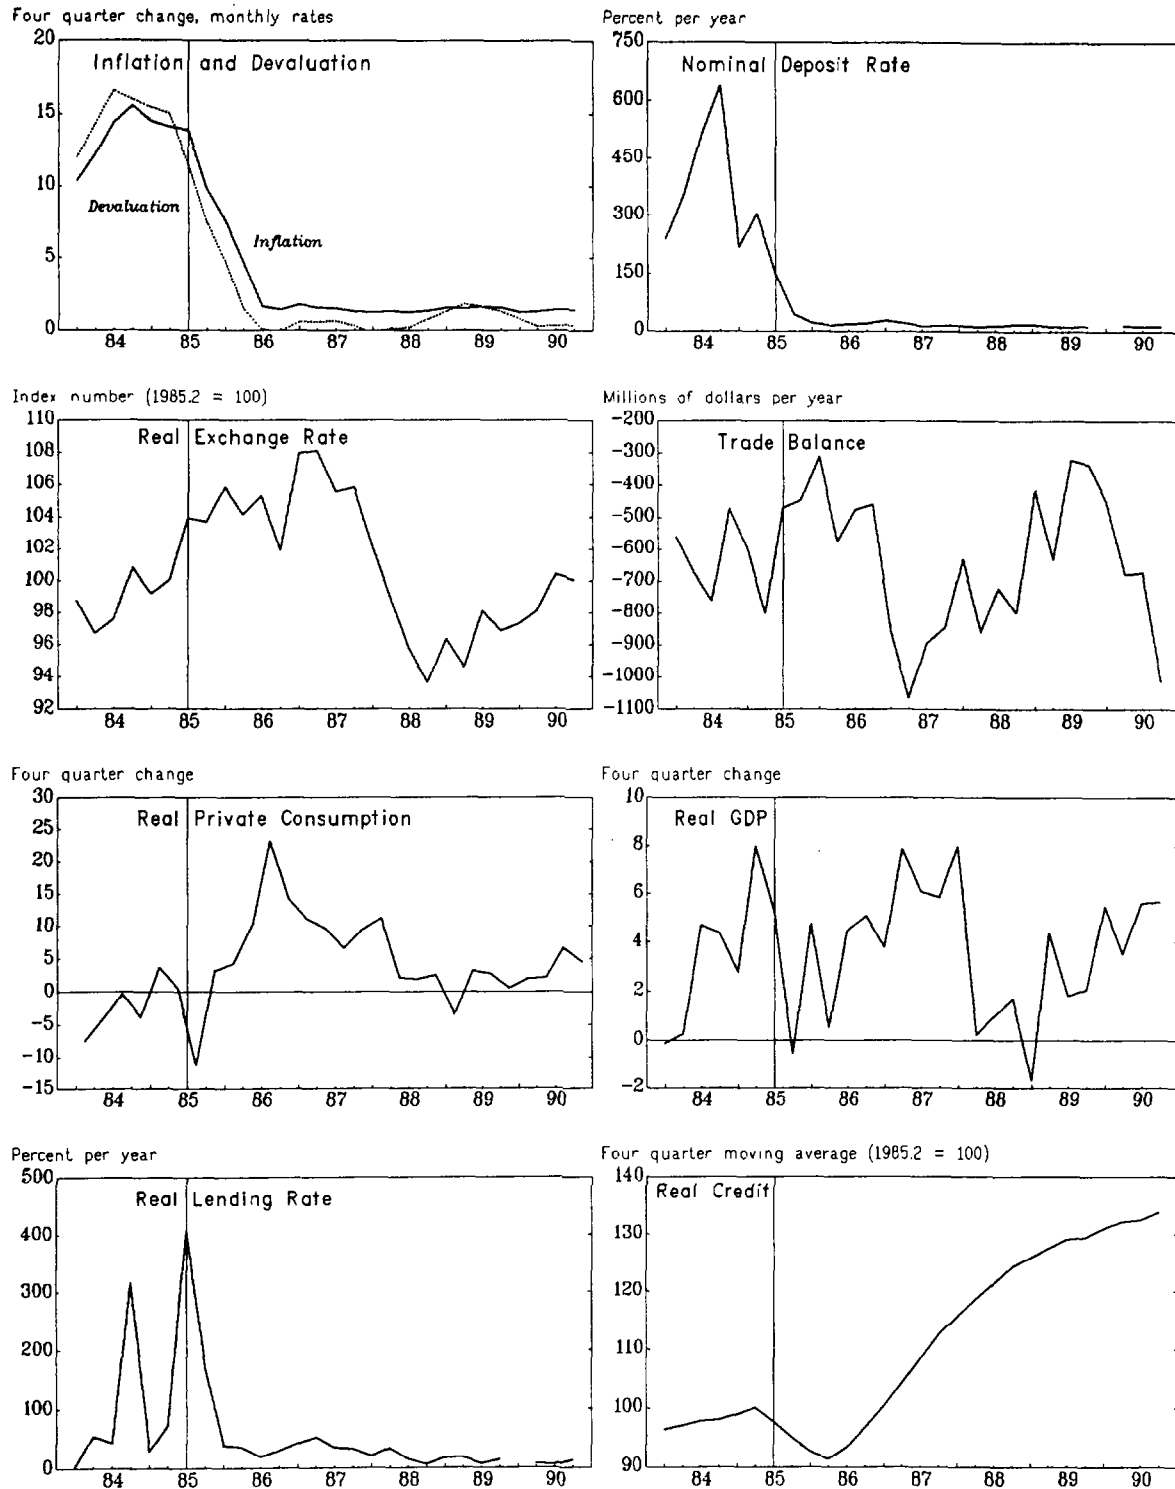 Four quarter change, monthly rates
20
15
10
5
0
Inflation and Devaluation
Devaluation
Inflation
84 85 86 87 88 89 90
Percent per year
750
600
450
300
150
0
Nominal Deposit Rate
84 85 86 87 88 89 90
Index number (1985.2 = 100)
110
108
106
104
102
100
98
96
94
92
Real Exchange Rate
84 85 86 87 88 89 90
Millions of dollars per year
-200
-300
-400
-500
-600
-700
-800
-900
-1000
-1100
Trade Balance
84 85 86 87 88 89 90
Four quarter change
30
25
20
15
10
5
0
-5
-10
-15
Real Private Consumption
84 85 86 87 88 89 90
Four quarter change
10
8
6
4
2
0
-2
Real GDP
84 85 86 87 88 89 90
Percent per year
500
400
300
200
100
0
Real Lending Rate
84 85 86 87 88 89 90
Four quarter moving average (1985.2 = 100)
140
130
120
110
100
90
Real Credit
84 85 86 87 88 89 90